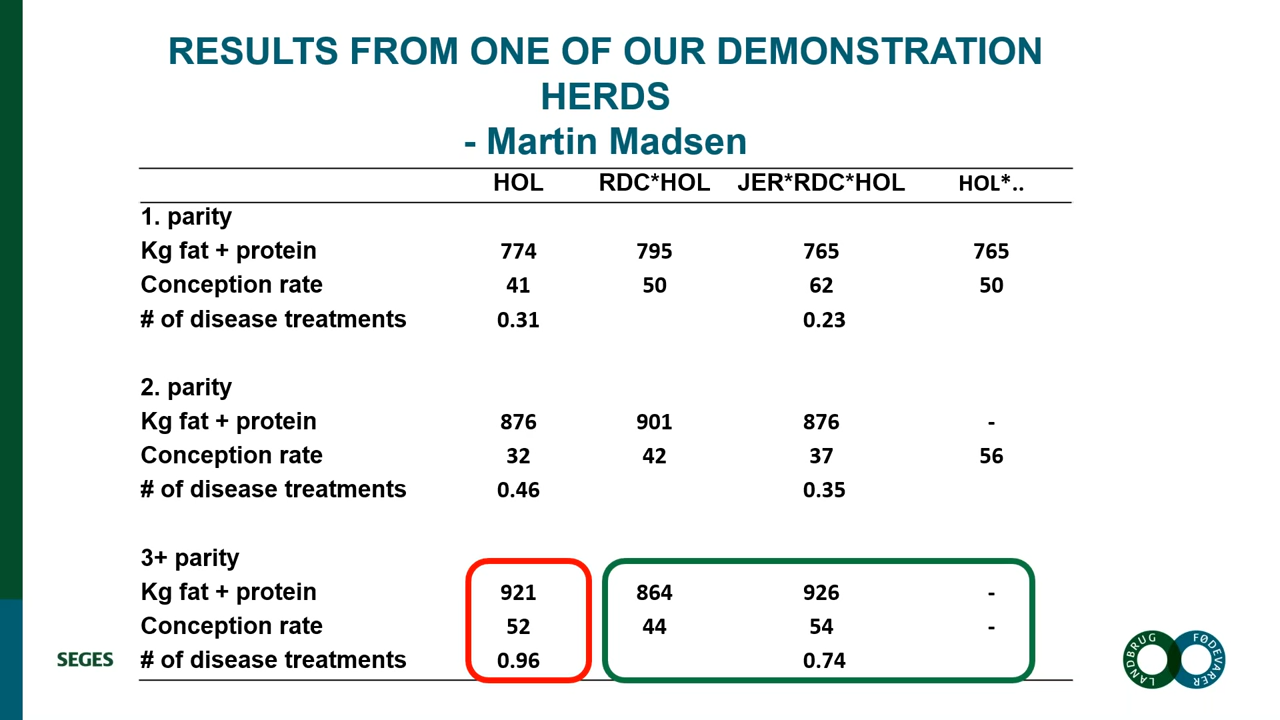 RESULTS FROM ONE OF OUR DEMONSTRATION
HERDS
- Martin Madsen
HOL RDC*HOL JER*RDC*HOL HOL*..
1. parity
Kg fat + protein 774 795 765 765
Conception rate 41 50 62 50
# of disease treatments 0.31 0.23
2. parity
Kg fat + protein 876 901 876 -
Conception rate 32 42 37 56
# of disease treatments 0.46 0.35
3+ parity
Kg fat + protein 921 864 926 -
Conception rate 52 44 54 -
# of disease treatments 0.96 0.74
SEGES
LANDBRUG FØDEVARER